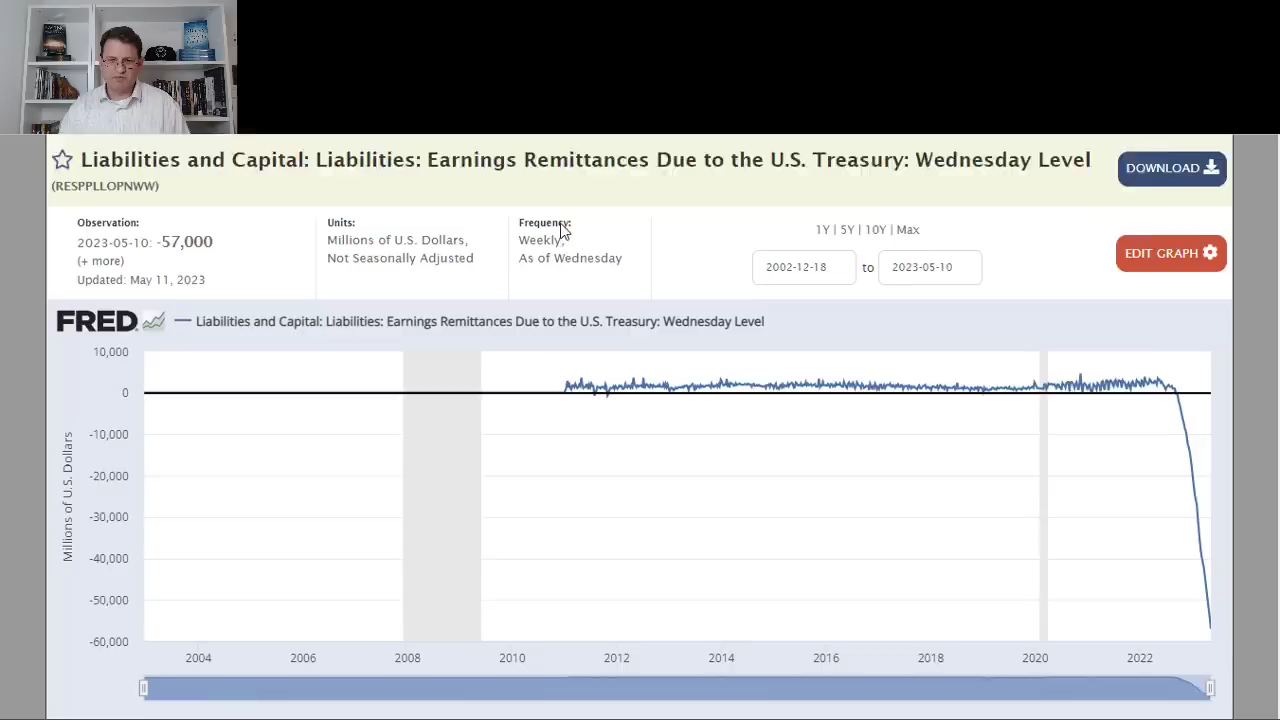 Liabilities and Capital: Liabilities: Earnings Remittances Due to the U.S. Treasury: Wednesday Level
(RESPPLLOPNWW)
DOWNLOAD
Observation:
2023-05-10: -57,000
(+ more)
Updated: May 11, 2023
Units:
Millions of U.S. Dollars,
Not Seasonally Adjusted
Frequency:
Weekly,
As of Wednesday
1Y | 5Y | 10Y | Max
2002-12-18 to 2023-05-10
EDIT GRAPH
FRED
Liabilities and Capital: Liabilities: Earnings Remittances Due to the U.S. Treasury: Wednesday Level
Millions of U.S. Dollars
10,000
0
-10,000
-20,000
-30,000
-40,000
-50,000
-60,000
2004 2006 2008 2010 2012 2014 2016 2018 2020 2022